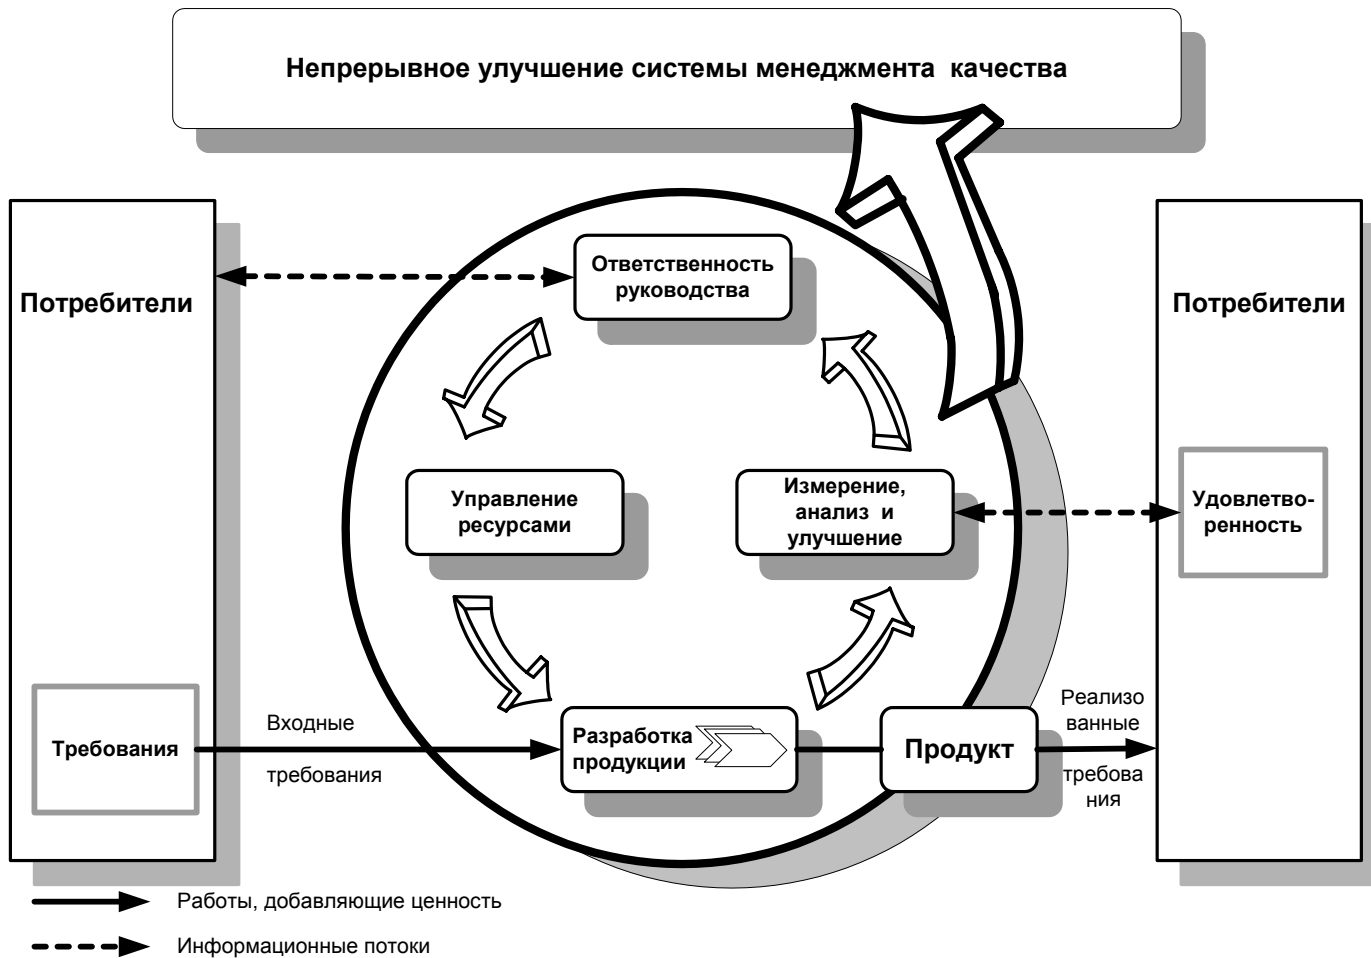 Непрерывное улучшение системы менеджмента качества
Потребители
Ответственность
руководства
Потребители
Управление
ресурсами
Измерение,
анализ и
улучшение
Удовлетво-
ренность
Требования
Входные
требования
Разработка
продукции
Продукт
Реализо
ванные
требова
ния
Работы, добавляющие ценность
Информационные потоки